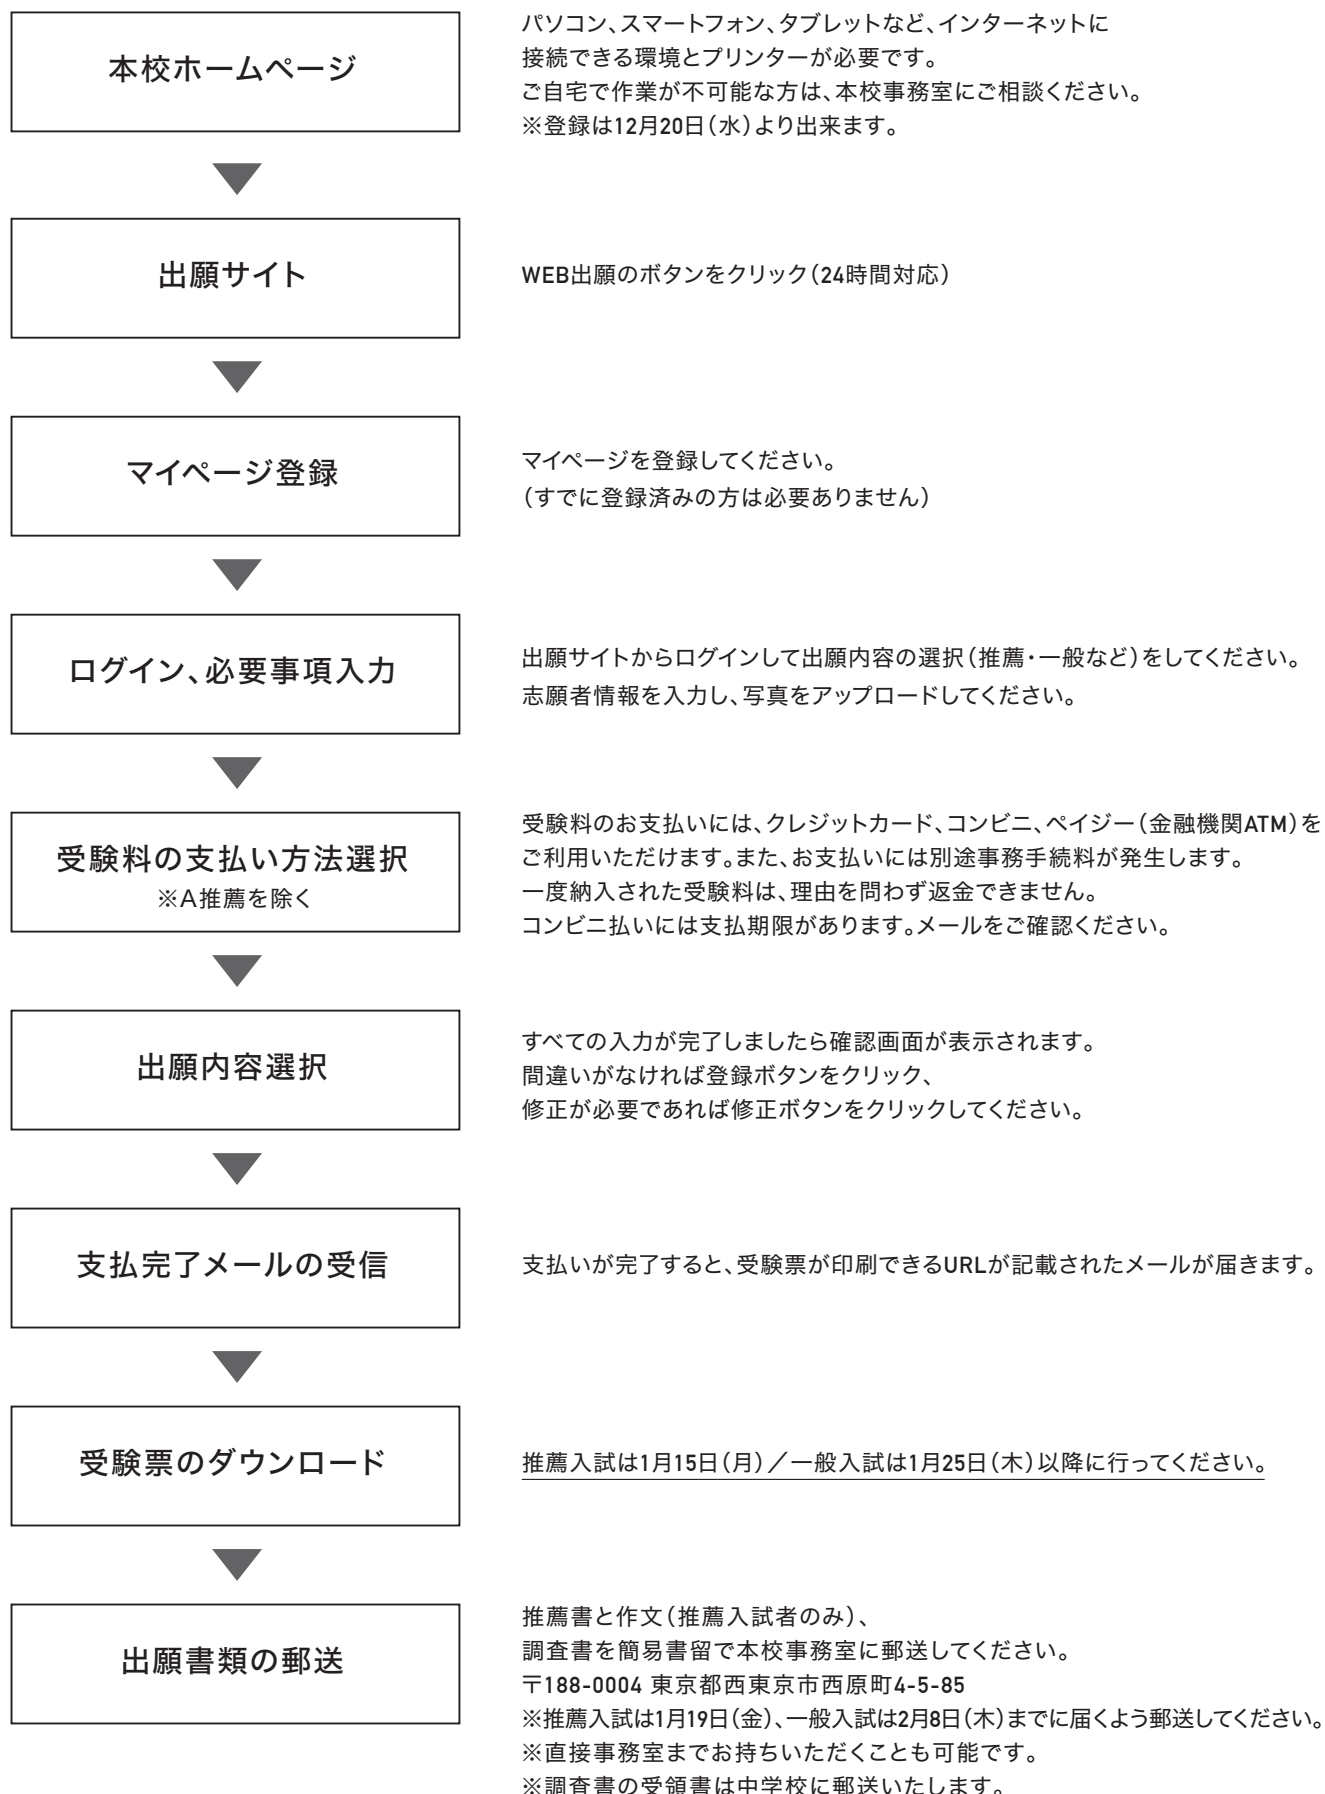 本校ホームページ
パソコン、スマートフォン、タブレットなど、インターネットに
接続できる環境とプリンターが必要です。
ご自宅で作業が不可能な方は、本校事務室にご相談ください。
※登録は12月20日（水）より出来ます。
出願サイト
WEB出願のボタンをクリック（24時間対応）
マイページ登録
マイページを登録してください。
（すでに登録済みの方は必要ありません）
ログイン、必要事項入力
出願サイトからログインして出願内容の選択（推薦・一般など）をしてください。
志願者情報を入力し、写真をアップロードしてください。
受験料の支払い方法選択
※A推薦を除く
受験料のお支払いには、クレジットカード、コンビニ、ペイジー（金融機関ATM）を
ご利用いただけます。また、お支払いには別途事務手続料が発生します。
一度納入された受験料は、理由を問わず返金できません。
コンビニ払いには支払期限があります。メールをご確認ください。
出願内容選択
すべての入力が完了しましたら確認画面が表示されます。
間違いがなければ登録ボタンをクリック、
修正が必要であれば修正ボタンをクリックしてください。
支払完了メールの受信
支払いが完了すると、受験票が印刷できるURLが記載されたメールが届きます。
受験票のダウンロード
推薦入試は1月15日（月）／一般入試は1月25日（木）以降に行ってください。
出願書類の郵送
推薦書と作文（推薦入試者のみ）、
調査書を簡易書留で本校事務室に郵送してください。
〒188-0004 東京都西東京市西原町4-5-85
※推薦入試は1月19日（金）、一般入試は2月8日（木）までに届くよう郵送してください。
※直接事務室までお持ちいただくことも可能です。
※調査書の受領書は中学校に郵送いたします。